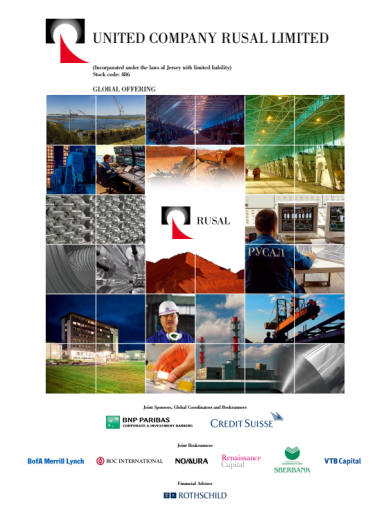 UNITED COMPANY RUSAL LIMITED
(Incorporated under the laws of Jersey with limited liability)
Stock code: 486
GLOBAL OFFERING
RUSAL
РУСАЛ
Joint Sponsors, Global Coordinators and Bookrunners
BNP PARIBAS
CORPORATE & INVESTMENT BANKING
CREDIT SUISSE
Joint Bookrunners
BofA Merrill Lynch
BOC INTERNATIONAL
NOMURA
Renaissance
Capital
SBERBANK
VTB Capital
Financial Adviser
ROTHSCHILD